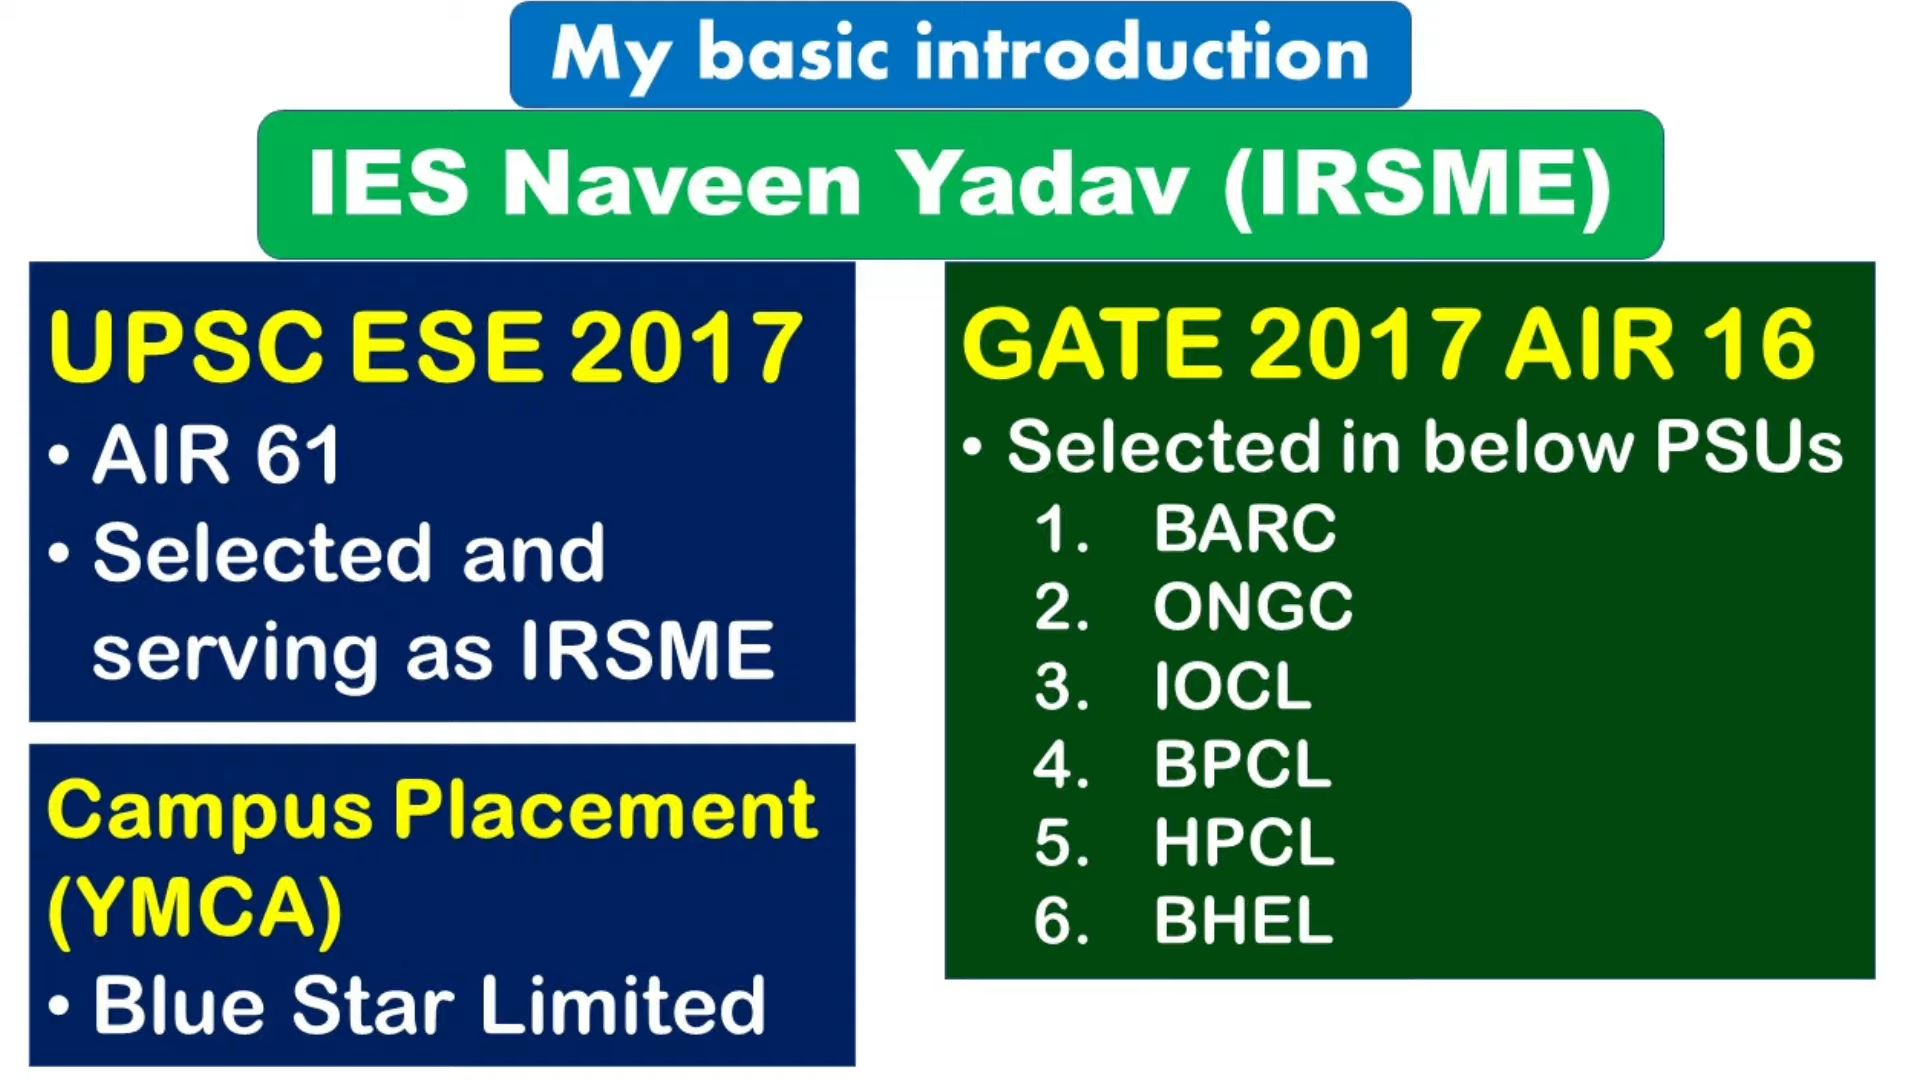 My basic introduction
IES Naveen Yadav (IRSME)
UPSC ESE 2017
• AIR 61
• Selected and
serving as IRSME
Campus Placement
(YMCA)
• Blue Star Limited
GATE 2017 AIR 16
• Selected in below PSUs
1. BARC
2. ONGC
3. IOCL
4. BPCL
5. HPCL
6. BHEL